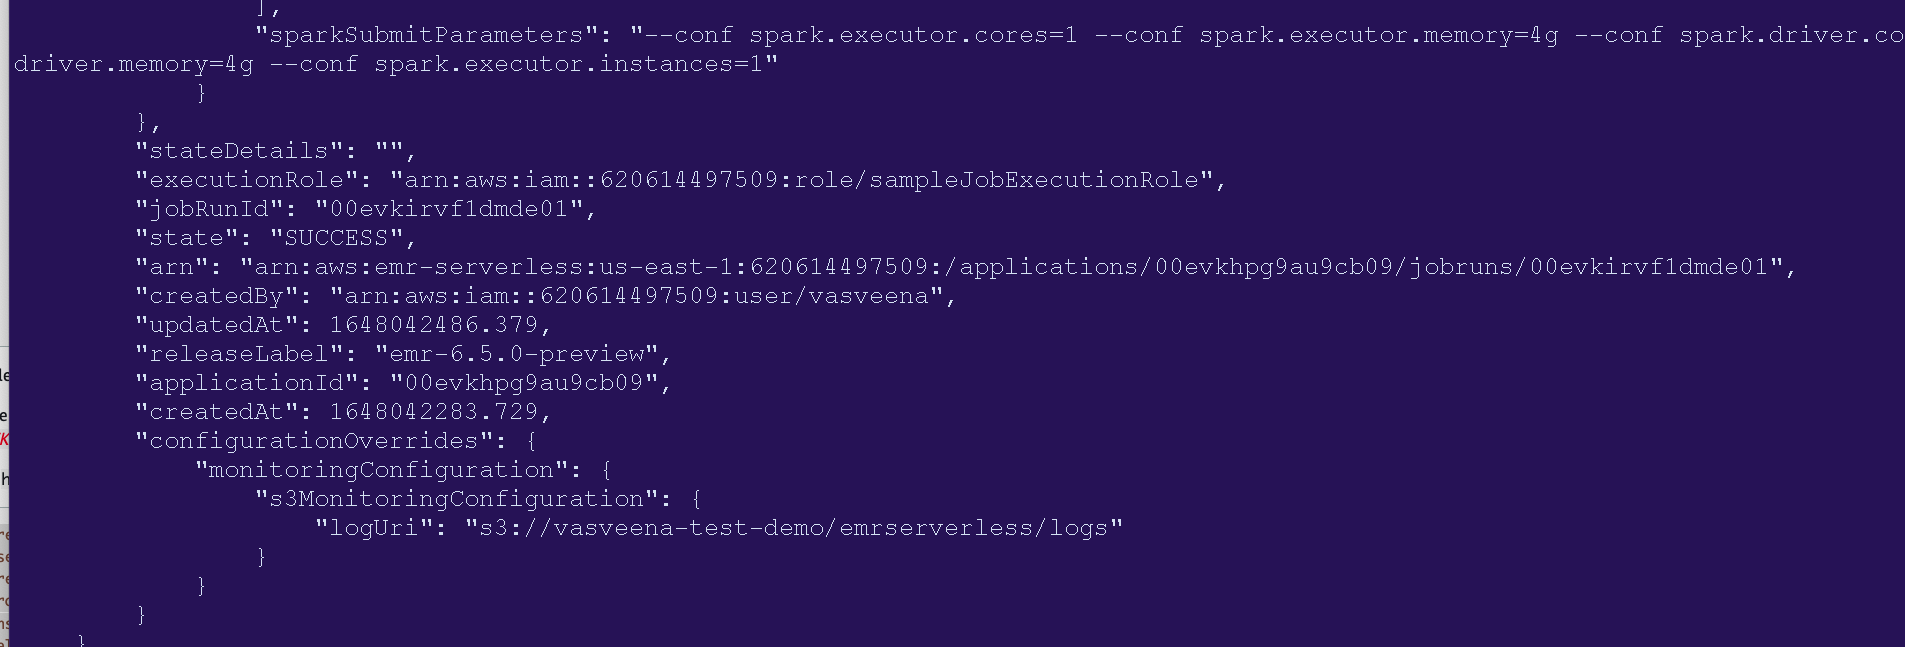 ],
"sparkSubmitParameters": "--conf spark.executor.cores=1 --conf spark.executor.memory=4g --conf spark.driver.co
driver.memory=4g --conf spark.executor.instances=1"
}
},
"stateDetails": "",
"executionRole": "arn:aws:iam::620614497509:role/sampleJobExecutionRole",
"jobRunId": "00evkirvf1dmde01",
"state": "SUCCESS",
"arn": "arn:aws:emr-serverless:us-east-1:620614497509:/applications/00evkhpg9au9cb09/jobruns/00evkirvf1dmde01",
"createdBy": "arn:aws:iam::620614497509:user/vasveena",
"updatedAt": 1648042486.379,
"releaseLabel": "emr-6.5.0-preview",
"applicationId": "00evkhpg9au9cb09",
"createdAt": 1648042283.729,
"configurationOverrides": {
"monitoringConfiguration": {
"s3MonitoringConfiguration": {
"logUri": "s3://vasveena-test-demo/emrserverless/logs"
}
}
}
}